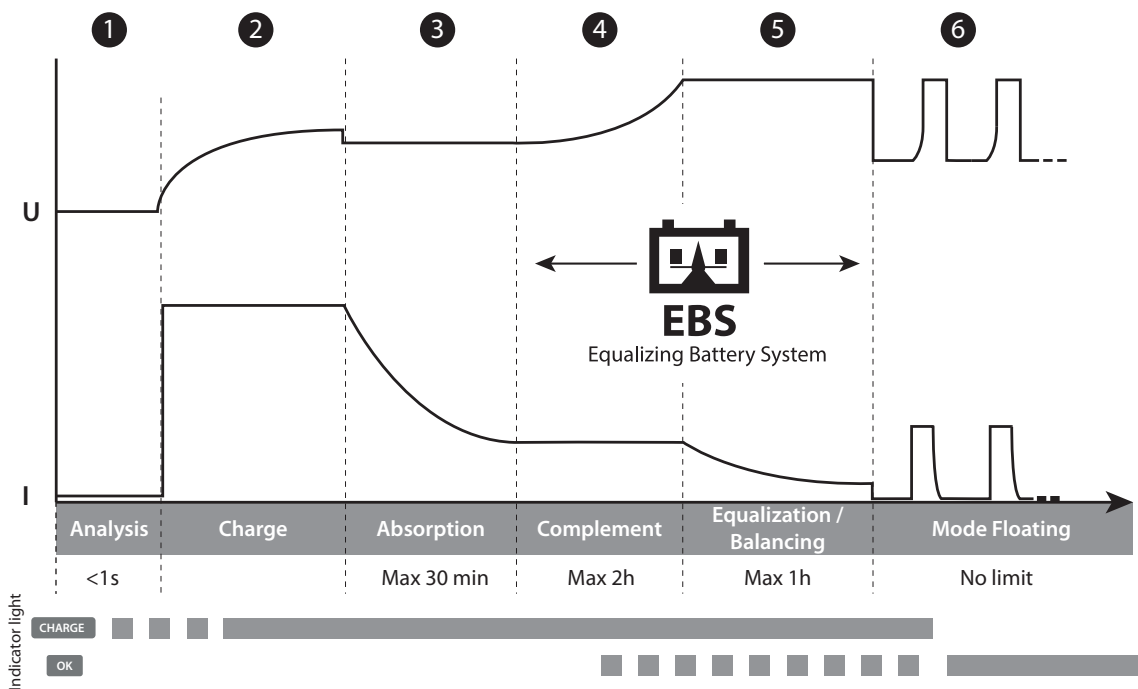 1 2 3 4 5 6
U
EBS
Equalizing Battery System
I
Analysis Charge Absorption Complement Equalization / Balancing Mode Floating
<1s Max 30 min Max 2h Max 1h No limit
Indicator light
CHARGE
OK